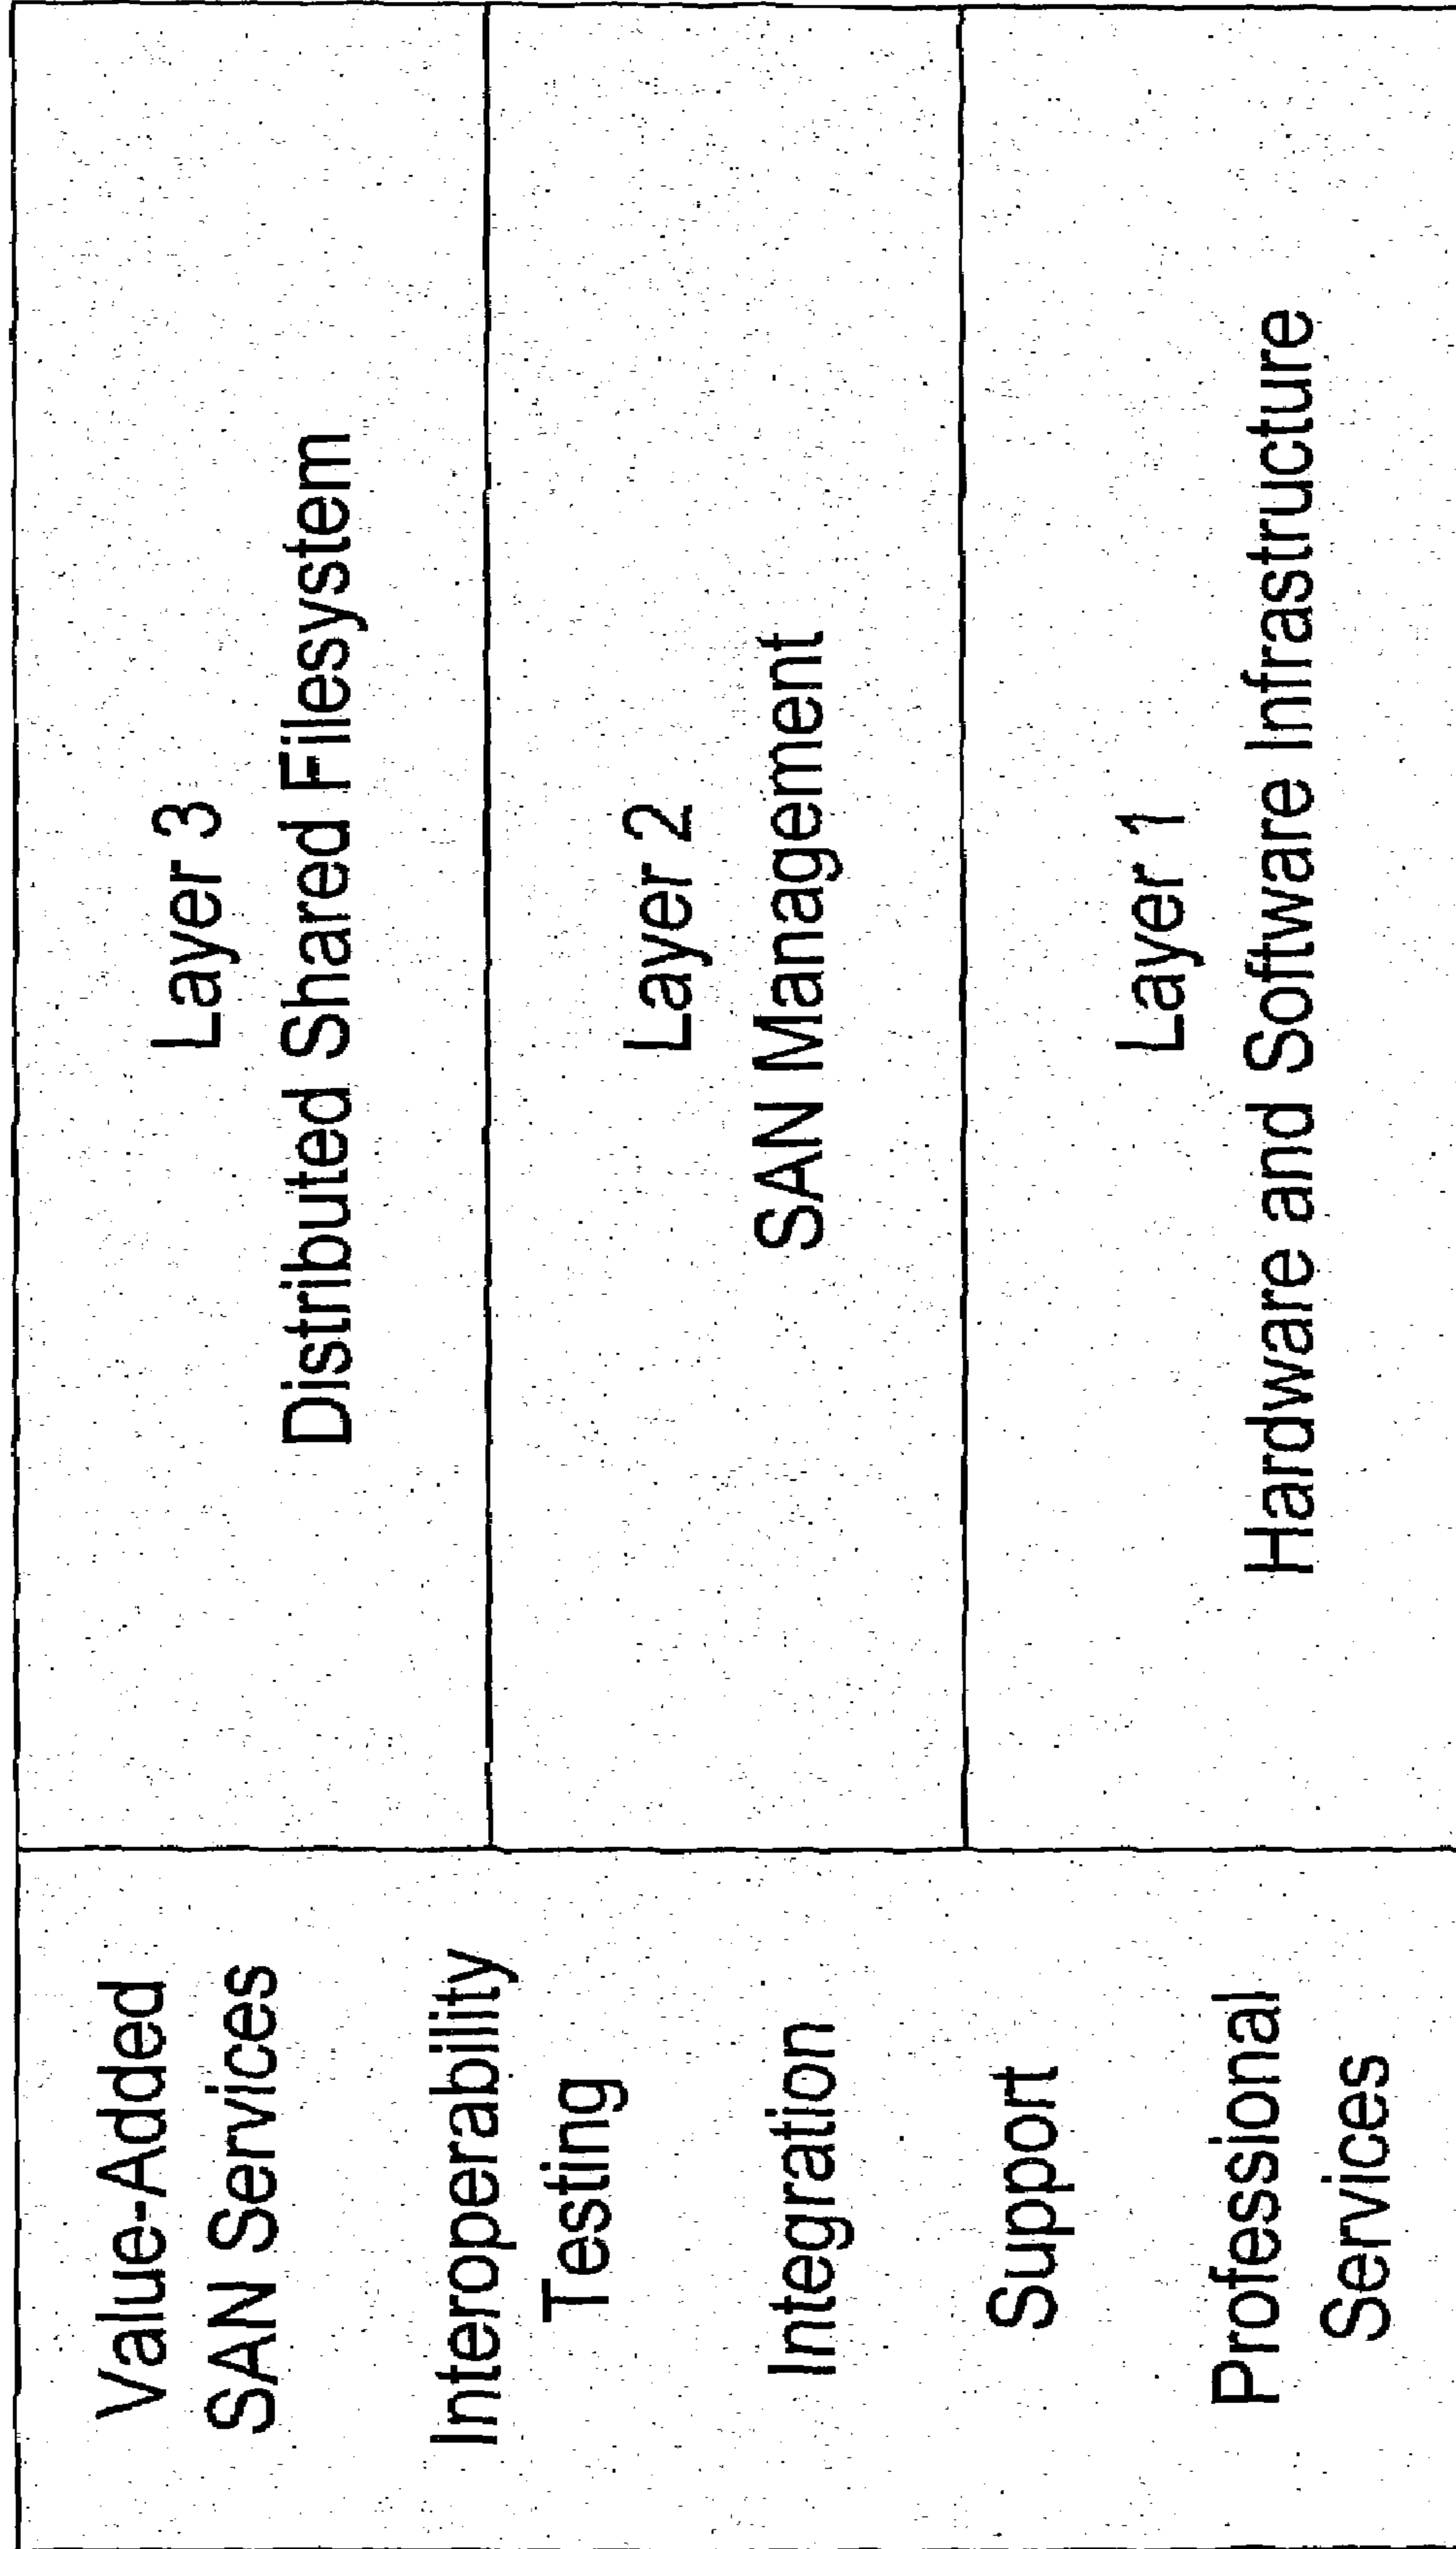 Value-Added
SAN Services
Interoperability
Testing
Integration
Support
Professional
Services
Layer 3
Distributed Shared Filesystem
Layer 2
SAN Management
Layer 1
Hardware and Software Infrastructure